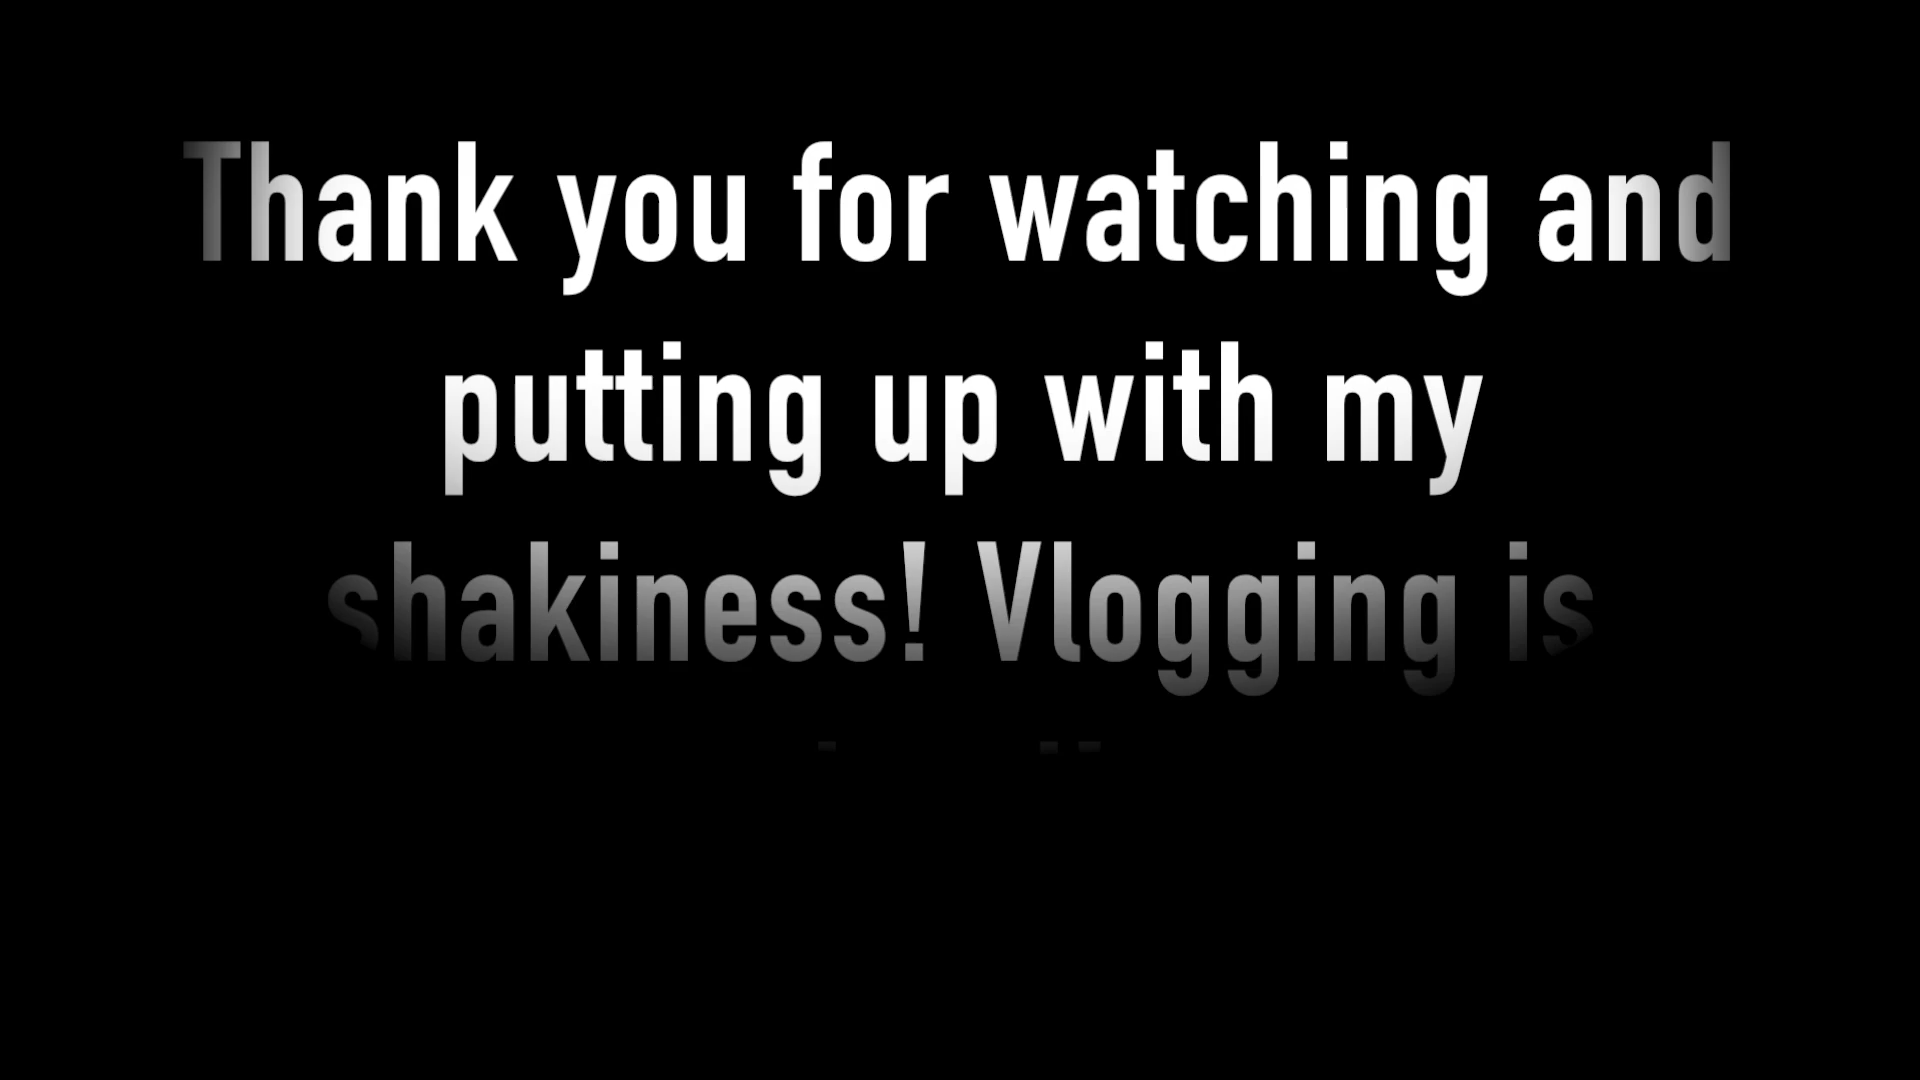 Thank you for watching and
putting up with my
shakiness! Vlogging is